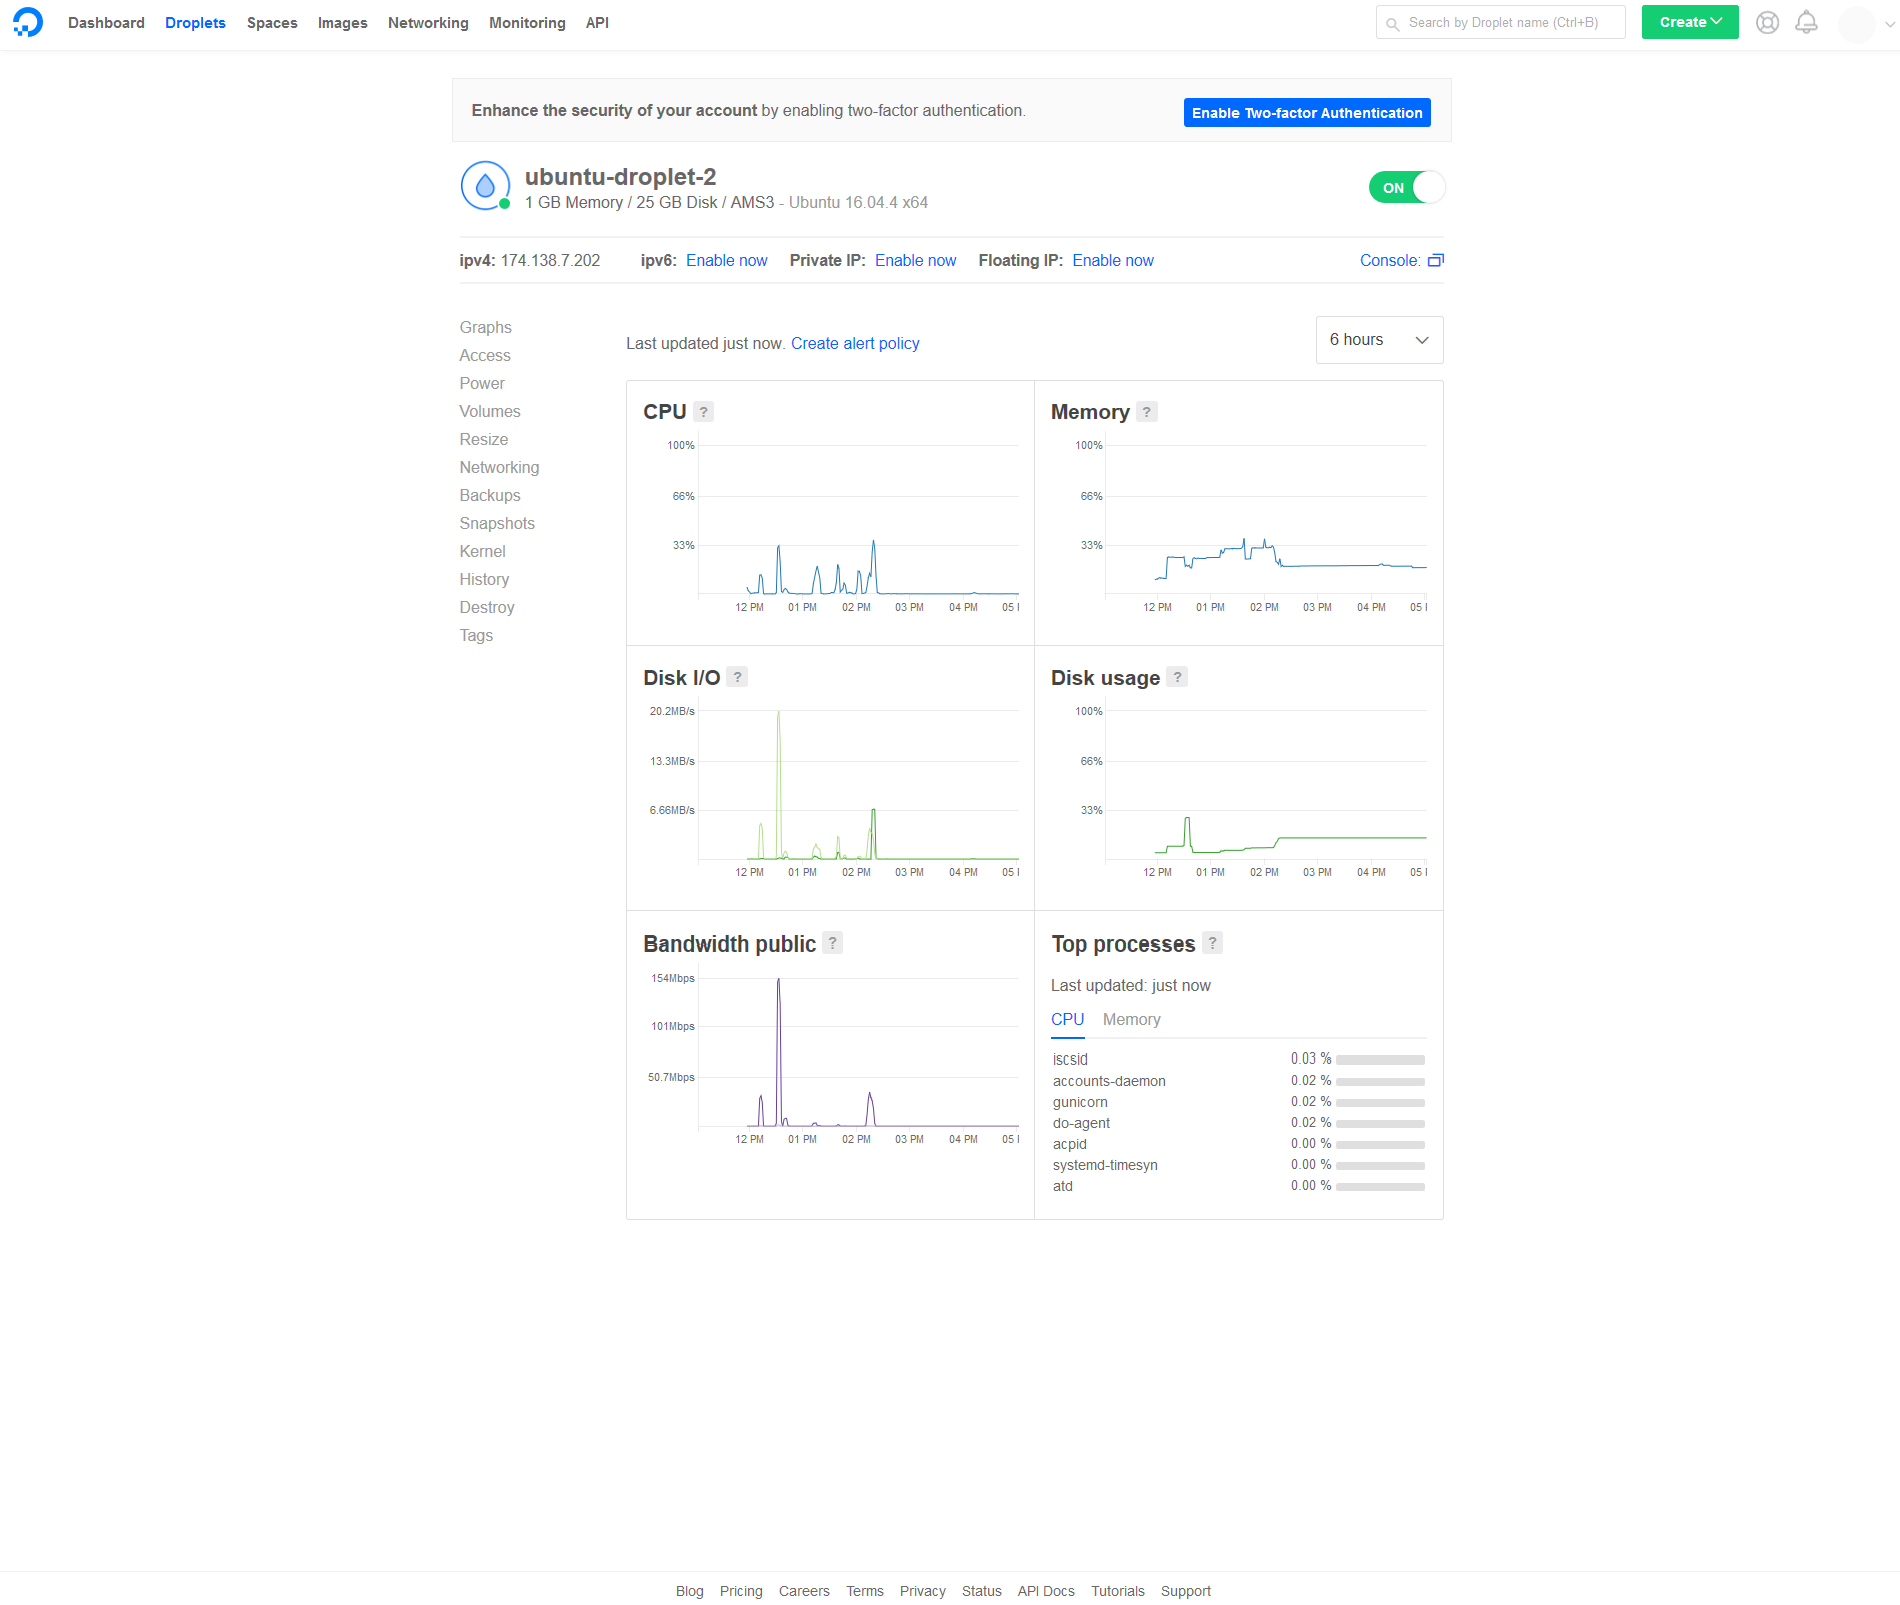 Dashboard Droplets Spaces Images Networking Monitoring API Search by Droplet name (Ctrl+B) Create
Enhance the security of your account by enabling two-factor authentication. Enable Two-factor Authentication
ubuntu-droplet-2
1 GB Memory / 25 GB Disk / AMS3 - Ubuntu 16.04.4 x64
ON
ipv4: 174.138.7.202 ipv6: Enable now Private IP: Enable now Floating IP: Enable now Console:
Graphs
Access
Power
Volumes
Resize
Networking
Backups
Snapshots
Kernel
History
Destroy
Tags
Last updated just now. Create alert policy
6 hours
CPU ?
100%
66%
33%
12 PM 01 PM 02 PM 03 PM 04 PM 05
Memory ?
100%
66%
33%
12 PM 01 PM 02 PM 03 PM 04 PM 05
Disk I/O ?
20.2MB/s
13.3MB/s
6.66MB/s
12 PM 01 PM 02 PM 03 PM 04 PM 05
Disk usage ?
100%
66%
33%
12 PM 01 PM 02 PM 03 PM 04 PM 05
Bandwidth public ?
154Mbps
101Mbps
50.7Mbps
12 PM 01 PM 02 PM 03 PM 04 PM 05
Top processes ?
Last updated: just now
CPU Memory
iscsid 0.03 %
accounts-daemon 0.02 %
gunicorn 0.02 %
do-agent 0.02 %
acpid 0.00 %
systemd-timesyn 0.00 %
atd 0.00 %
Blog Pricing Careers Terms Privacy Status API Docs Tutorials Support